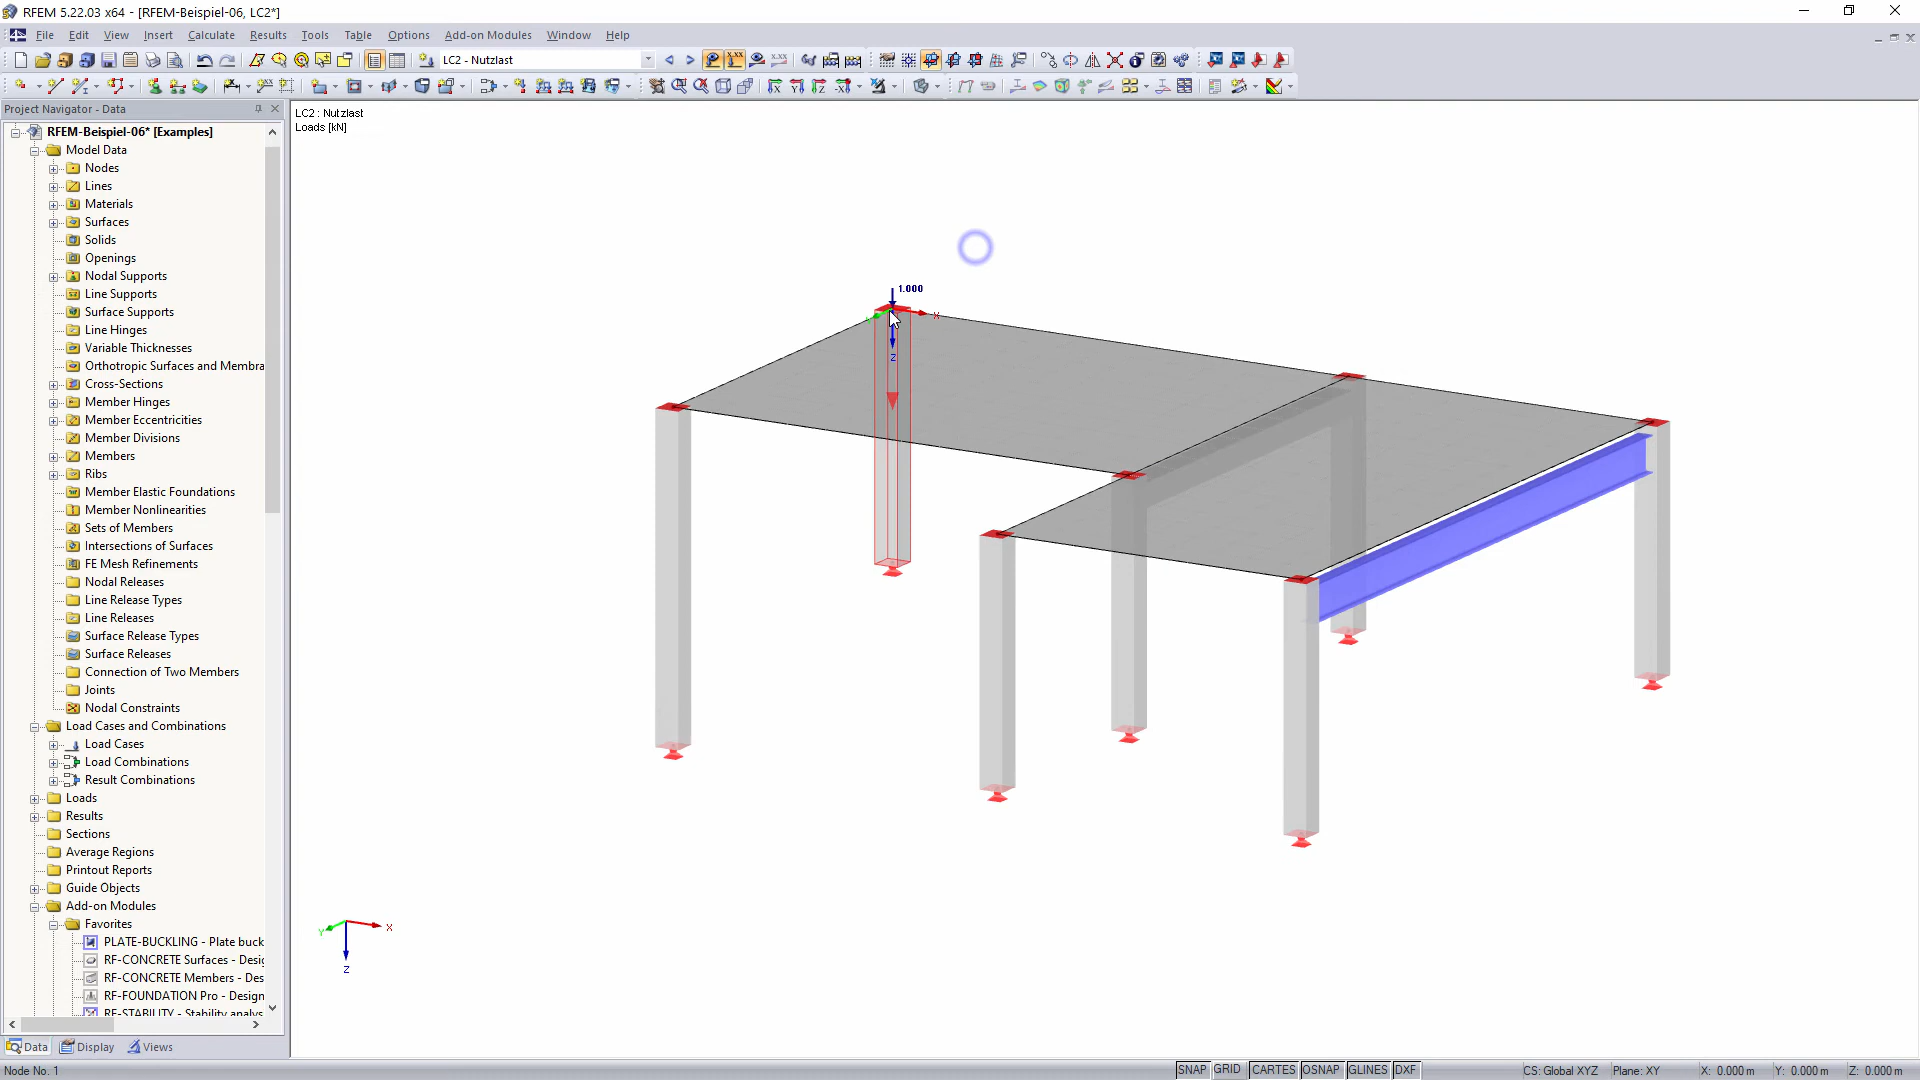 RFEM 5.22.03 x64 - [RFEM-Beispiel-06, LC2*]
File Edit View Insert Calculate Results Tools Table Options Add-on Modules Window Help
LC2 - Nutzlast
Project Navigator - Data
RFEM-Beispiel-06* [Examples]
Model Data
Nodes
Lines
Materials
Surfaces
Solids
Openings
Nodal Supports
Line Supports
Surface Supports
Line Hinges
Variable Thicknesses
Orthotropic Surfaces and Membra
Cross-Sections
Member Hinges
Member Eccentricities
Member Divisions
Members
Ribs
Member Elastic Foundations
Member Nonlinearities
Sets of Members
Intersections of Surfaces
FE Mesh Refinements
Nodal Releases
Line Release Types
Line Releases
Surface Release Types
Surface Releases
Connection of Two Members
Joints
Nodal Constraints
Load Cases and Combinations
Load Cases
Load Combinations
Result Combinations
Loads
Results
Sections
Average Regions
Printout Reports
Guide Objects
Add-on Modules
Favorites
PLATE-BUCKLING - Plate buck
RF-CONCRETE Surfaces - Desig
RF-CONCRETE Members - Des
RF-FOUNDATION Pro - Design
RF-STABILITY - Stability analys
Data Display Views
LC2 : Nutzlast
Loads [kN]
1.000
X
Y
Z
X
Y
Z
Node No. 1
SNAP GRID CARTES OSNAP GLINES DXF
CS: Global XYZ Plane: XY X: 0.000 m Y: 0.000 m Z: 0.000 m